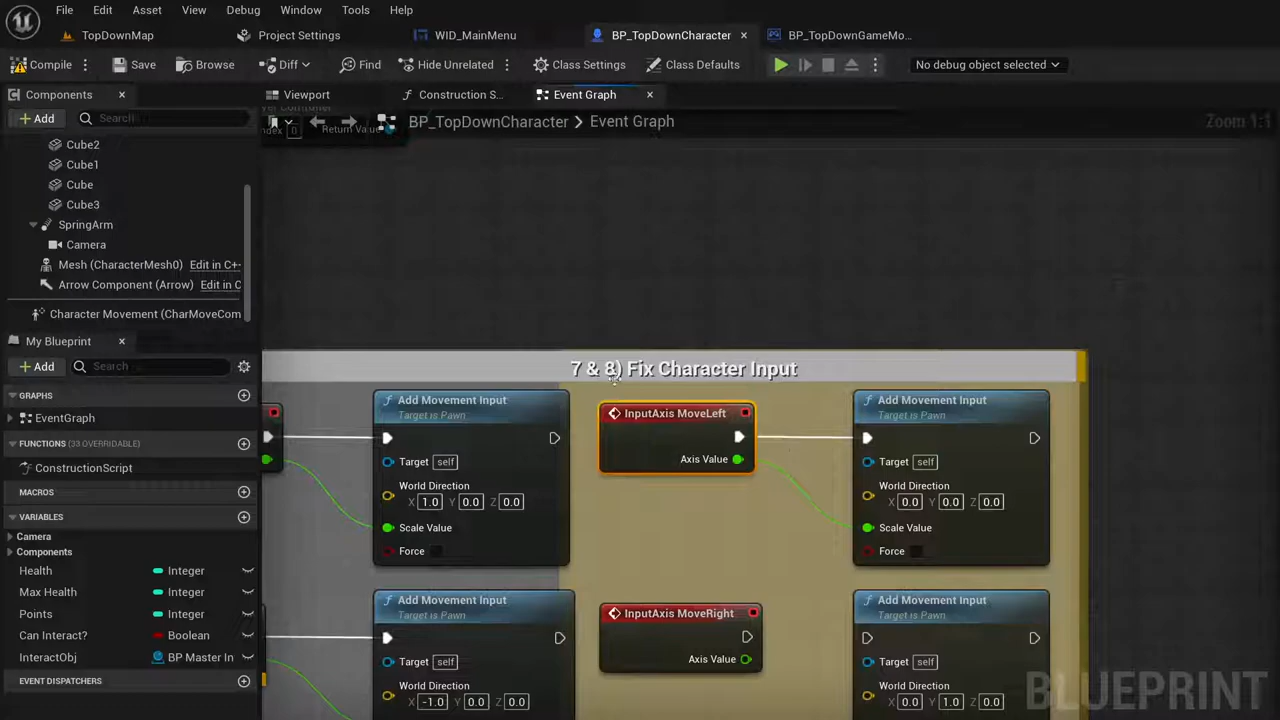 File Edit Asset View Debug Window Tools Help
TopDownMap Project Settings WID_MainMenu BP_TopDownCharacter BP_TopDownGameMo...
Compile Save Browse Diff Find Hide Unrelated Class Settings Class Defaults No debug object selected
Components Viewport Construction S... Event Graph
+ Add Search
Index 0 Return Value
BP_TopDownCharacter > Event Graph Zoom 1:1
Cube2
Cube1
Cube
Cube3
SpringArm
Camera
Mesh (CharacterMesh0) Edit in C+
Arrow Component (Arrow) Edit in C
Character Movement (CharMoveCom
My Blueprint
+ Add Search
GRAPHS
EventGraph
FUNCTIONS (33 OVERRIDABLE)
ConstructionScript
MACROS
VARIABLES
Camera
Components
Health Integer
Max Health Integer
Points Integer
Can Interact? Boolean
InteractObj BP Master In
EVENT DISPATCHERS
7 & 8) Fix Character Input
Add Movement Input
Target is Pawn
Target self
World Direction
X 1.0 Y 0.0 Z 0.0
Scale Value
Force
InputAxis MoveLeft
Axis Value
Add Movement Input
Target is Pawn
Target self
World Direction
X 0.0 Y 0.0 Z 0.0
Scale Value
Force
Add Movement Input
Target is Pawn
Target self
World Direction
X -1.0 Y 0.0 Z 0.0
InputAxis MoveRight
Axis Value
Add Movement Input
Target is Pawn
Target self
World Direction
X 0.0 Y 1.0 Z 0.0
BLUEPRINT